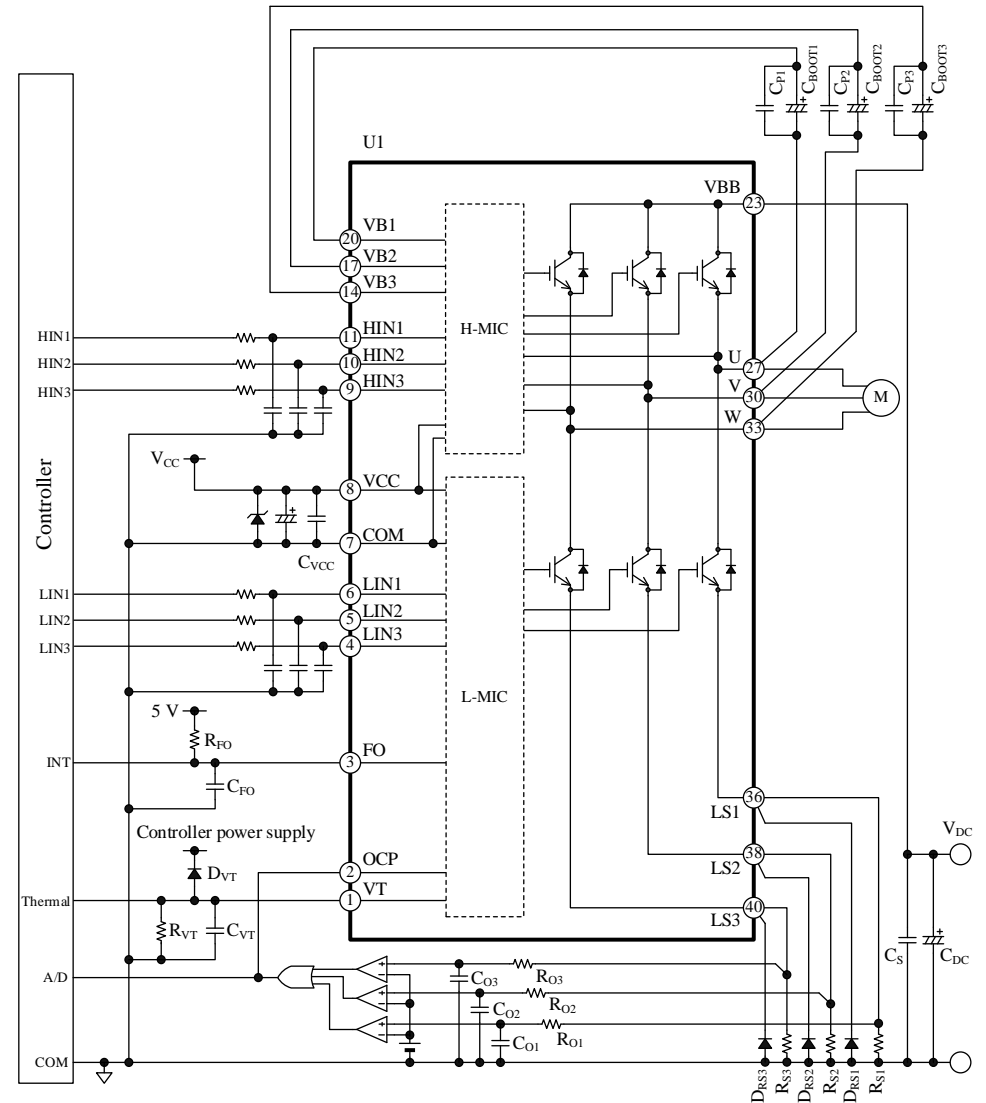 C_P1
C_BOOT1
C_P2
C_BOOT2
C_P3
C_BOOT3
U1
VBB
23
20
VB1
17
VB2
14
VB3
H-MIC
HIN1
11
HIN1
HIN2
10
HIN2
HIN3
9
HIN3
U
27
V
30
W
33
M
Controller
V_CC
8
VCC
7
COM
C_VCC
LIN1
6
LIN1
LIN2
5
LIN2
LIN3
4
LIN3
L-MIC
5 V
R_FO
INT
3
FO
C_FO
36
LS1
38
LS2
40
LS3
V_DC
Controller power supply
D_VT
2
OCP
Thermal
1
VT
R_VT
C_VT
C_S
C_DC
A/D
+
-
+
-
+
-
C_O3
R_O3
C_O2
R_O2
C_O1
R_O1
COM
D_RS3
R_S3
D_RS2
R_S2
D_RS1
R_S1